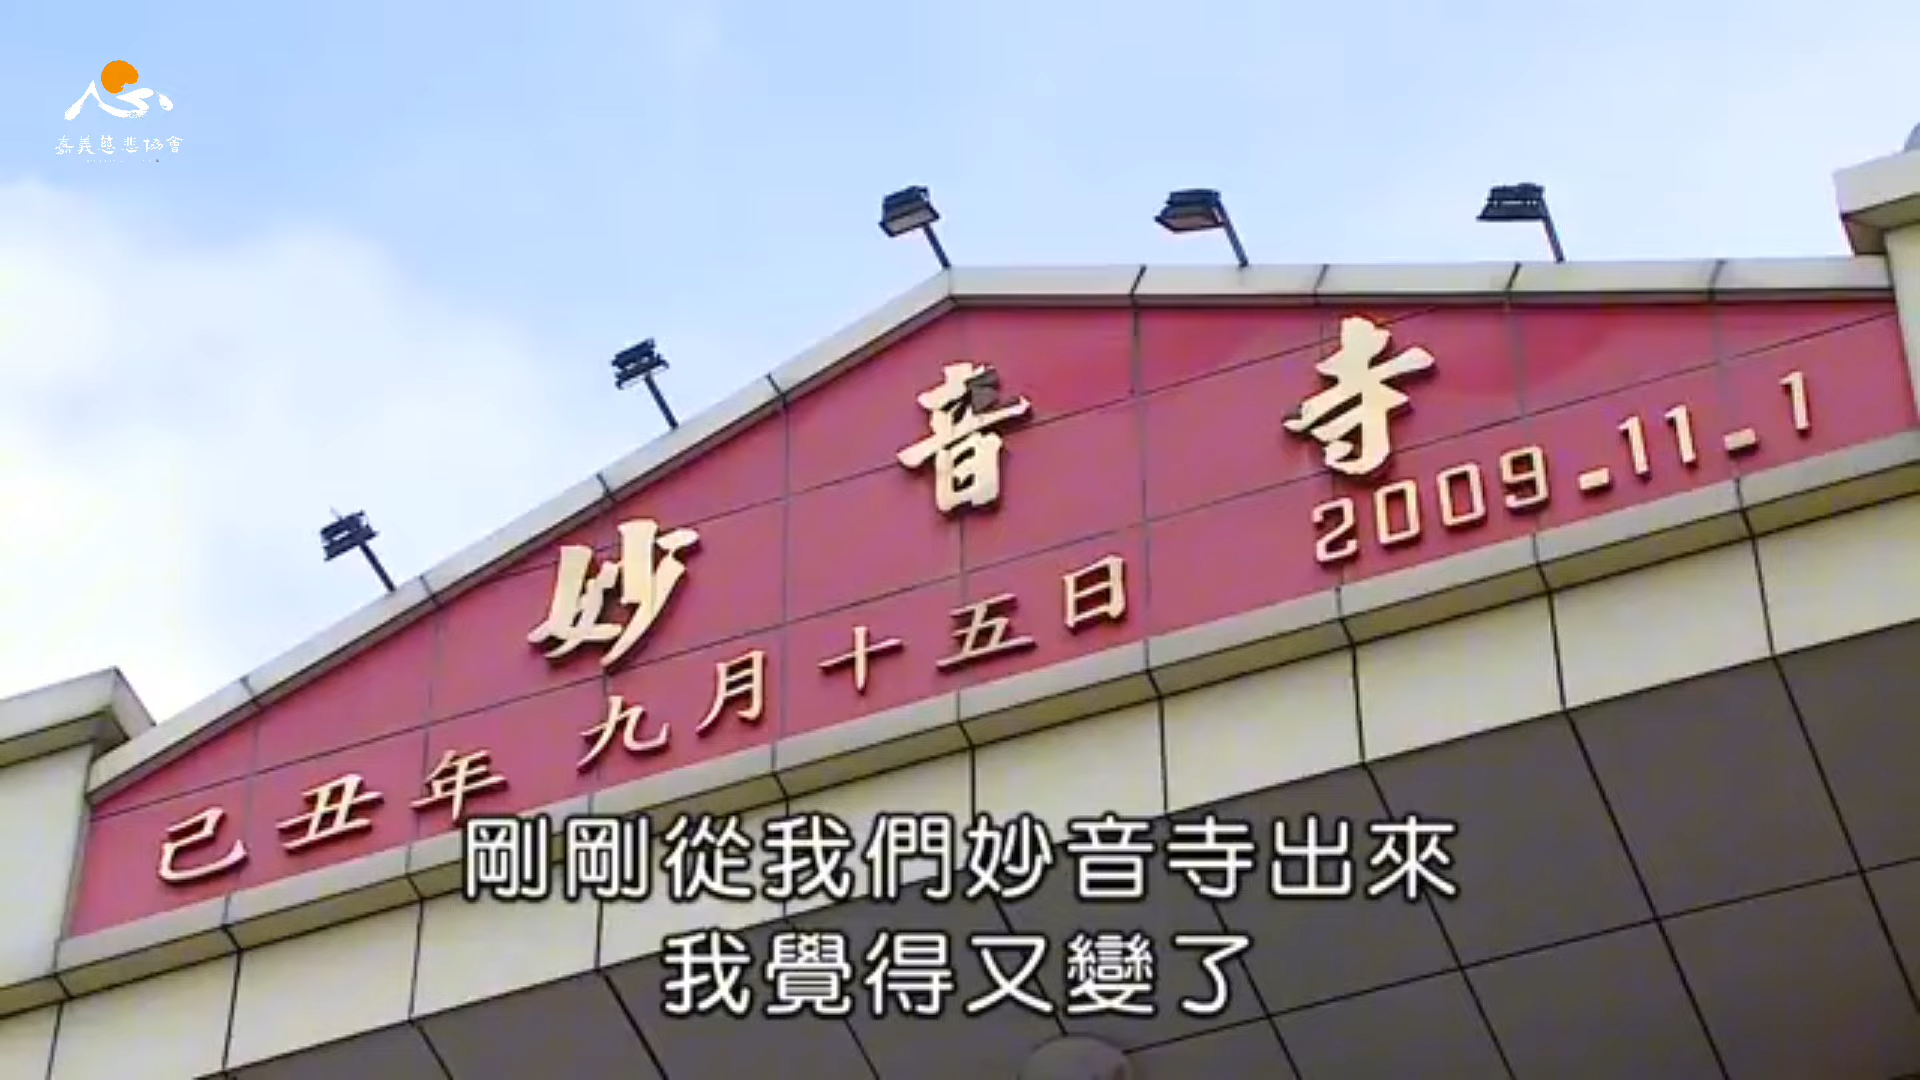 嘉義慈悲協會
妙音寺
2009-11-1
己丑年九月十五日
剛剛從我們妙音寺出來
我覺得又變了